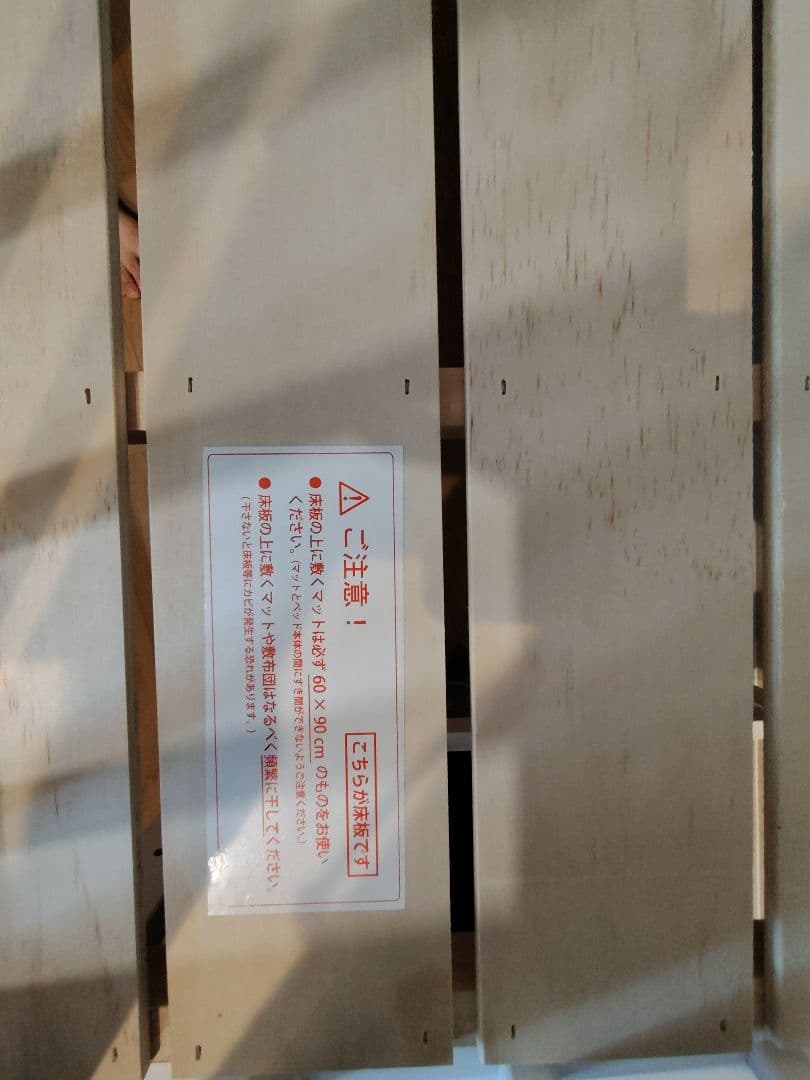 ご注意！
こちらが床板です
● 床板の上に敷くマットは必ず 60 × 90 cm のものをお使い
ください。（マットとベッド本体の間にすき間ができないようご注意ください。）
● 床板の上に敷くマットや敷布団はなるべく頻繁に干してください。
（干さないと床板等にカビが発生する恐れがあります。）